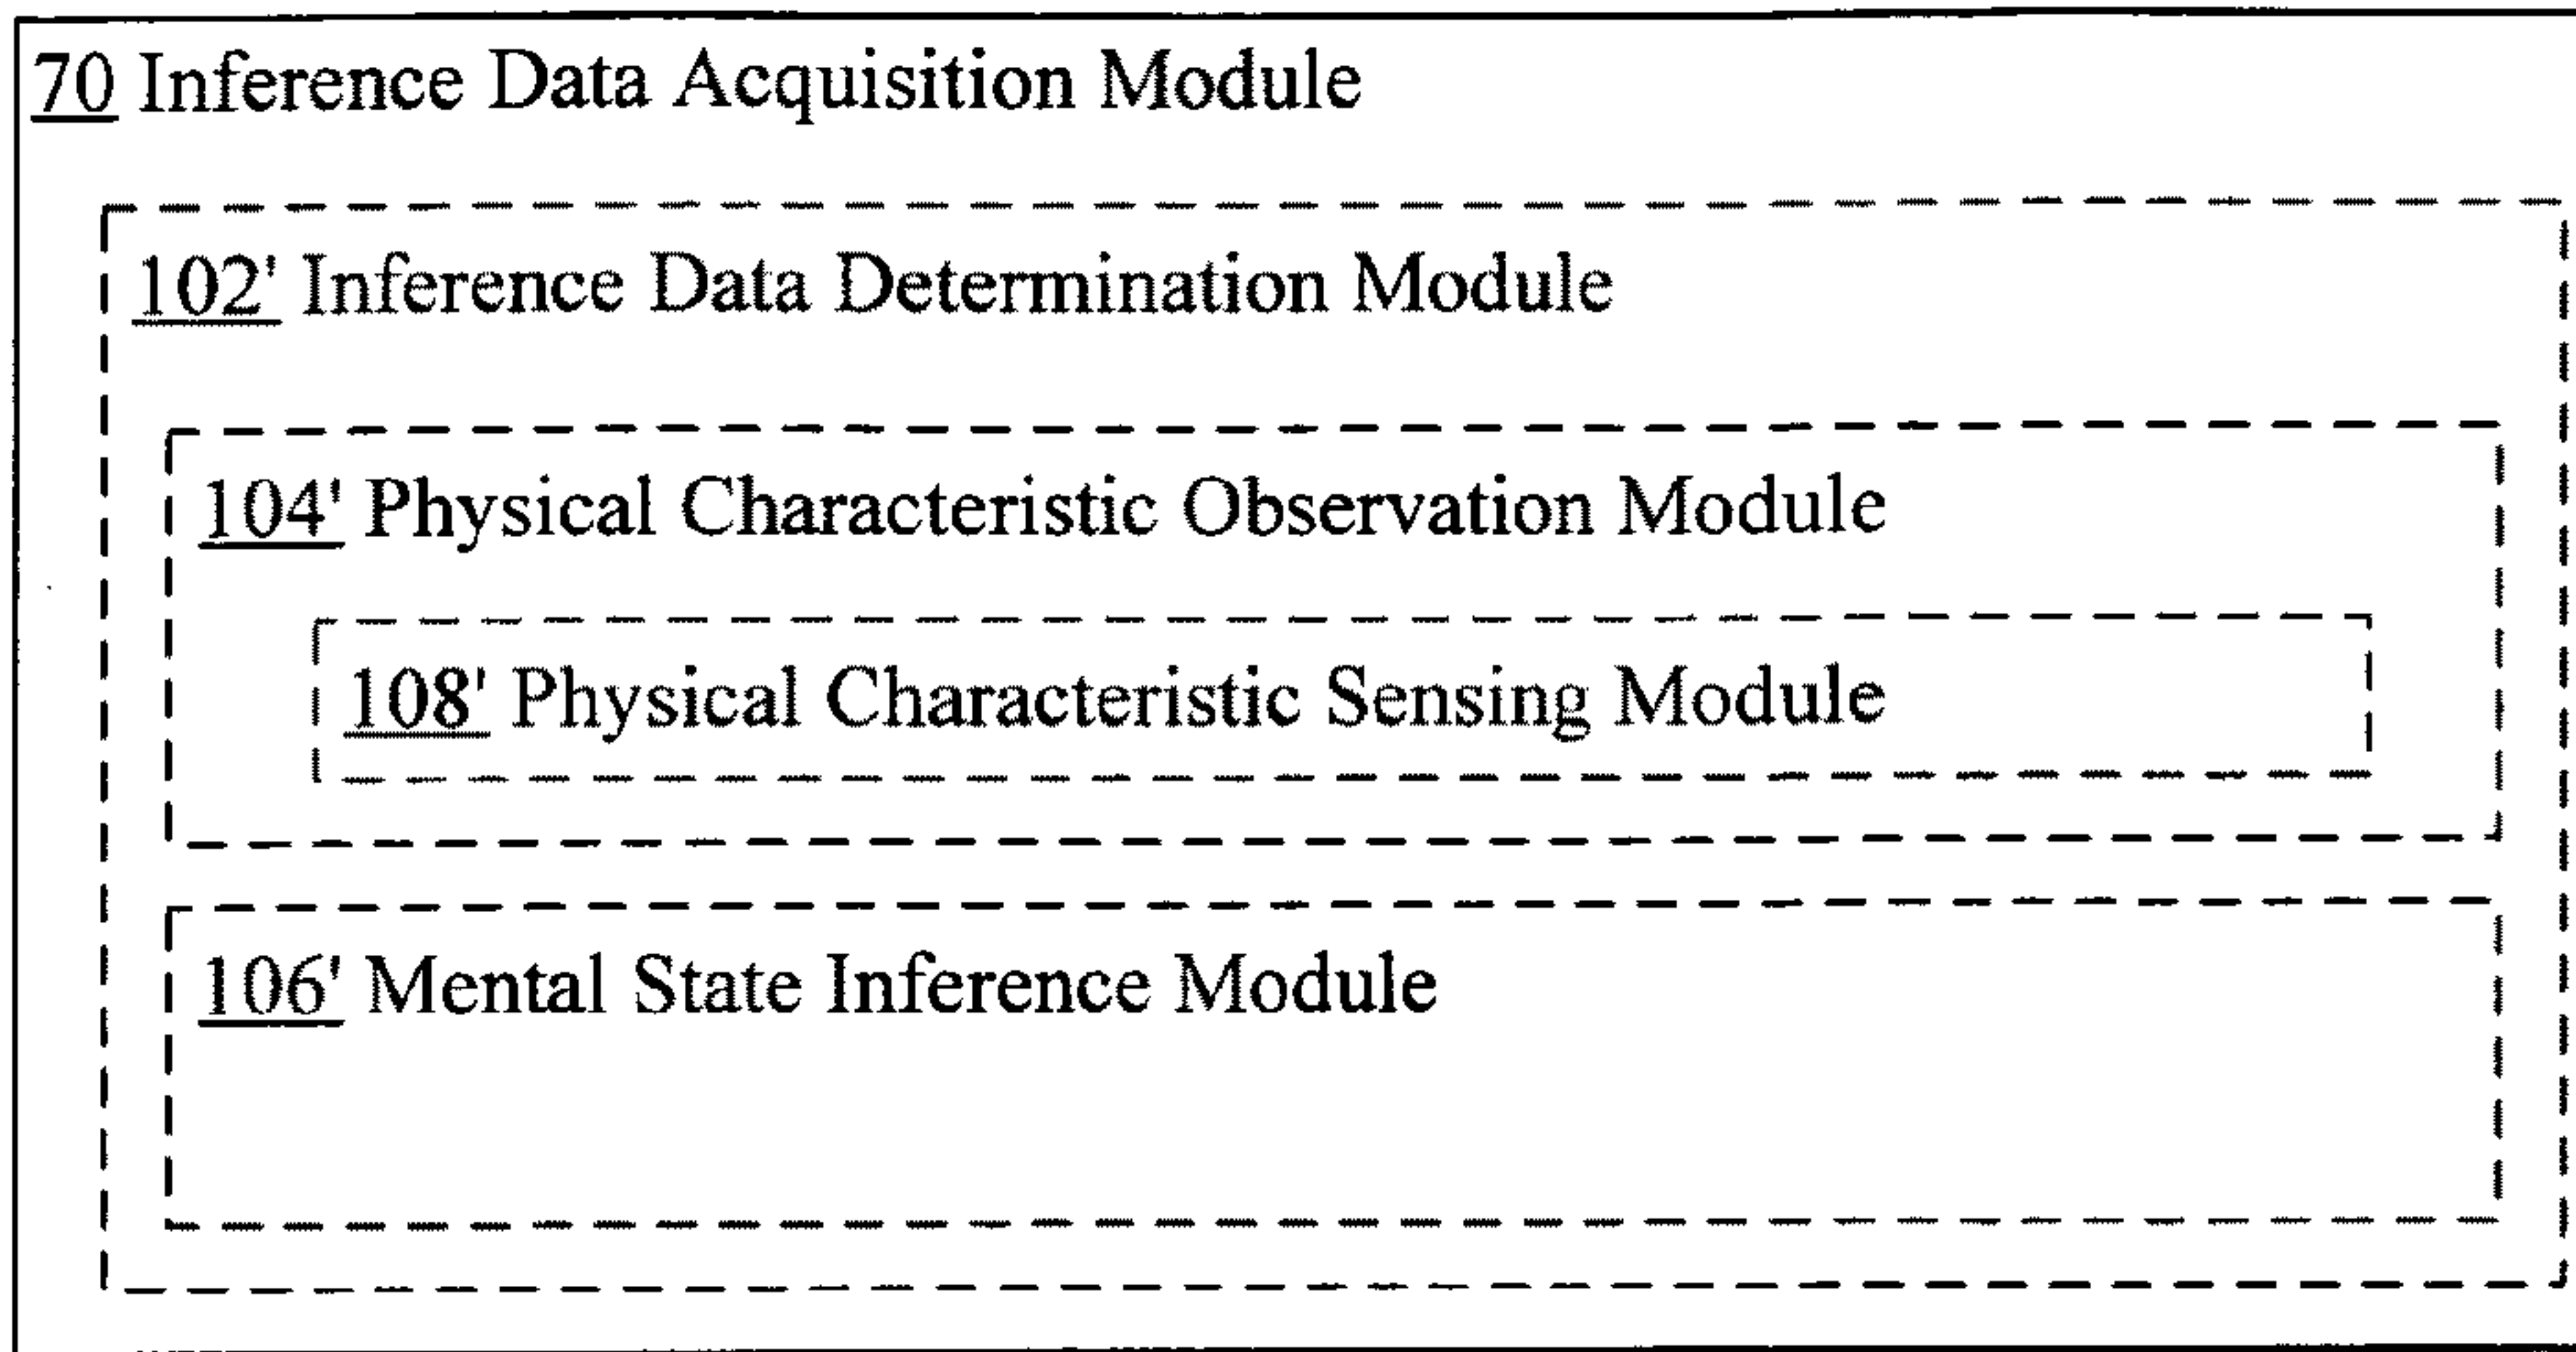 70 Inference Data Acquisition Module
102' Inference Data Determination Module
104' Physical Characteristic Observation Module
108' Physical Characteristic Sensing Module
106' Mental State Inference Module